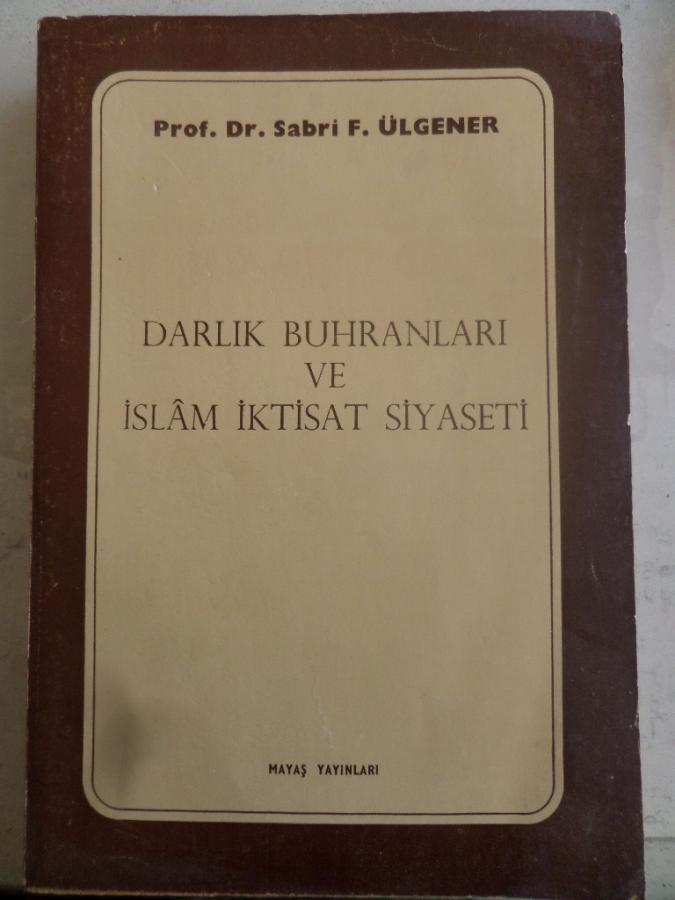 Prof. Dr. Sabri F. ÜLGENER
DARLIK BUHRANLARI
VE
İSLÂM İKTİSAT SİYASETİ
MAYAŞ YAYINLARI